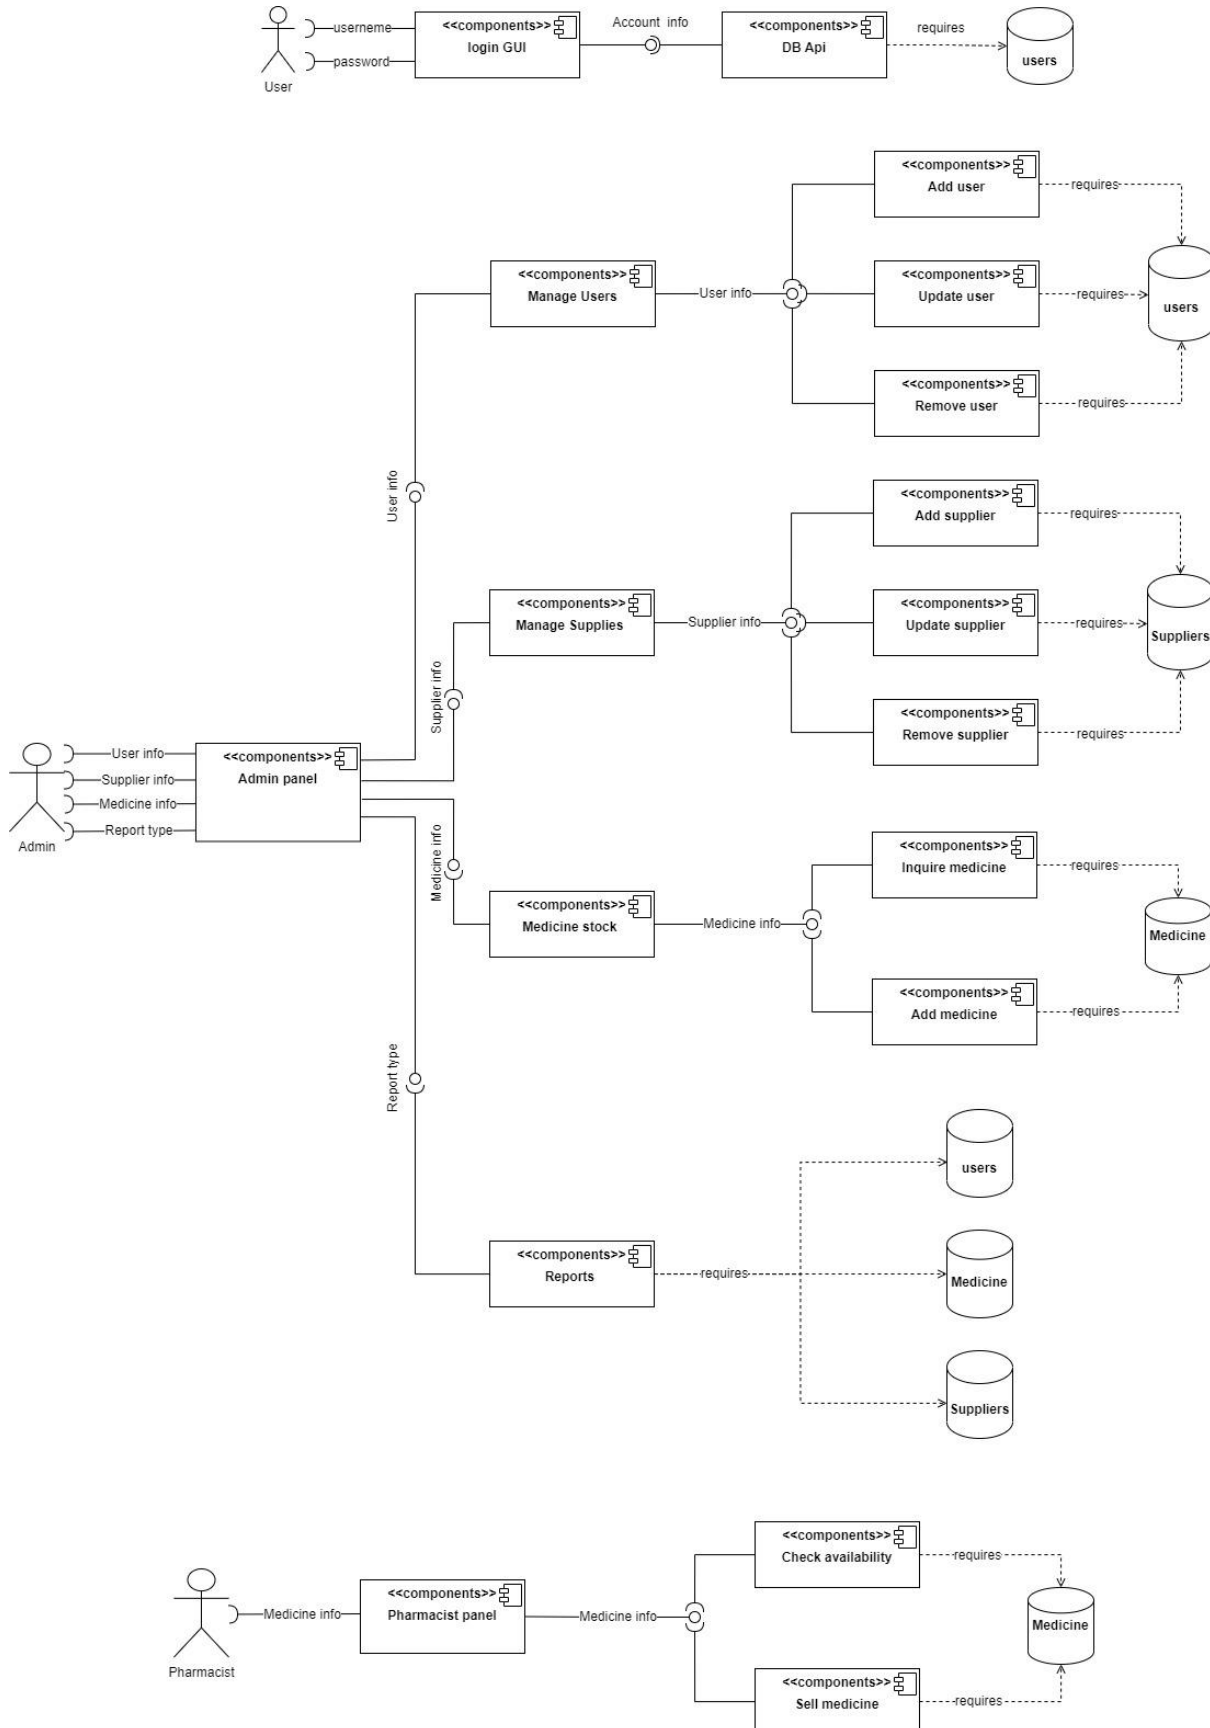 userneme
password
User
<<components>>
login GUI
Account info
<<components>>
DB Api
requires
users
<<components>>
Add user
requires
<<components>>
Manage Users
User info
<<components>>
Update user
requires
users
<<components>>
Remove user
requires
User info
<<components>>
Add supplier
requires
<<components>>
Manage Supplies
Supplier info
<<components>>
Update supplier
requires
Suppliers
Supplier info
<<components>>
Remove supplier
requires
User info
Supplier info
Medicine info
Report type
Admin
<<components>>
Admin panel
Medicine info
<<components>>
Inquire medicine
requires
<<components>>
Medicine stock
Medicine info
Medicine
<<components>>
Add medicine
requires
Report type
users
<<components>>
Reports
requires
Medicine
Suppliers
<<components>>
Check availability
requires
Medicine info
Pharmacist
<<components>>
Pharmacist panel
Medicine info
Medicine
<<components>>
Sell medicine
requires